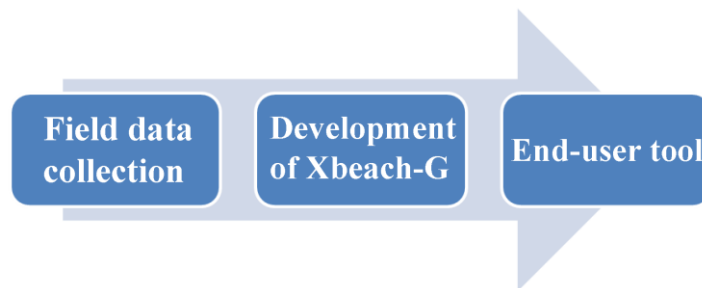 Field data
collection
Development
of Xbeach-G
End-user tool